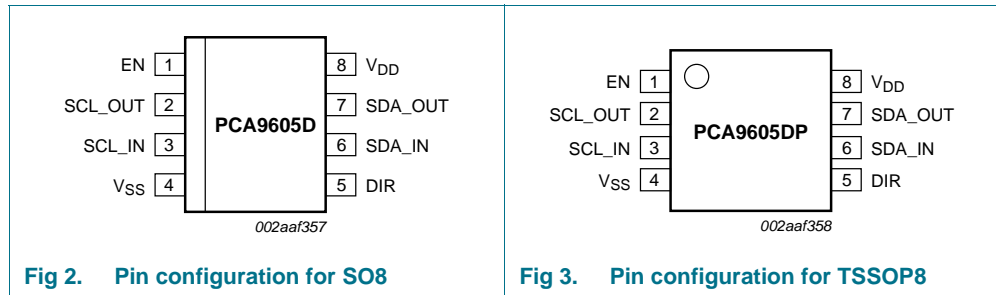 EN 1
SCL_OUT 2
SCL_IN 3
VSS 4
PCA9605D
8 VDD
7 SDA_OUT
6 SDA_IN
5 DIR
002aaf357
Fig 2. Pin configuration for SO8
EN 1
SCL_OUT 2
SCL_IN 3
VSS 4
PCA9605DP
8 VDD
7 SDA_OUT
6 SDA_IN
5 DIR
002aaf358
Fig 3. Pin configuration for TSSOP8